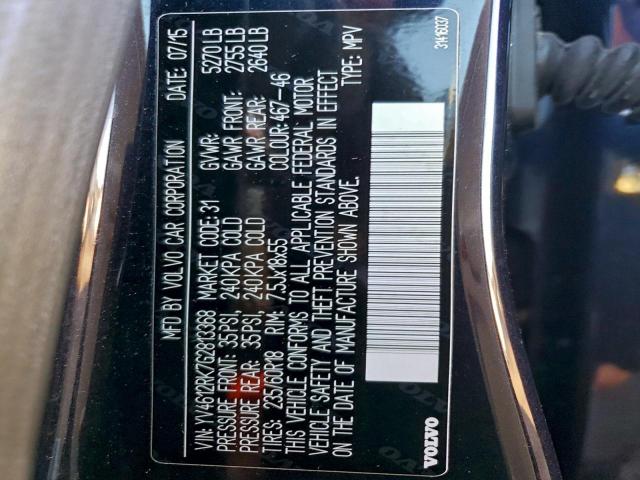 MFD BY VOLVO CAR CORPORATION DATE: 07/15
VIN: YV4612RK7G2813388 MARKET CODE: 31 GVWR: 5270 LB
PRESSURE FRONT: 35PSI, 240KPA COLD GAWR FRONT: 2755 LB
PRESSURE REAR: 35PSI, 240KPA COLD GAWR REAR: 2640 LB
TIRES: 235/60R18 RIM: 7.5Jx18x55 COLOUR: 467-46
THIS VEHICLE CONFORMS TO ALL APPLICABLE FEDERAL MOTOR
VEHICLE SAFETY AND THEFT PREVENTION STANDARDS IN EFFECT
ON THE DATE OF MANUFACTURE SHOWN ABOVE. TYPE: MPV
VOLVO 31416037